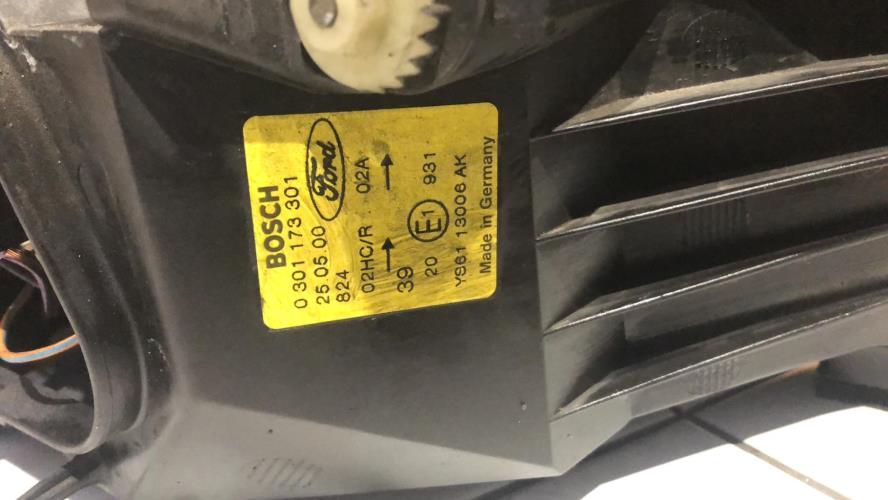 BOSCH
0 301 173 301
25.05.00 Ford
824
02HC/R 02A
39
20 E1 931
YS61 13006 AK
Made in Germany